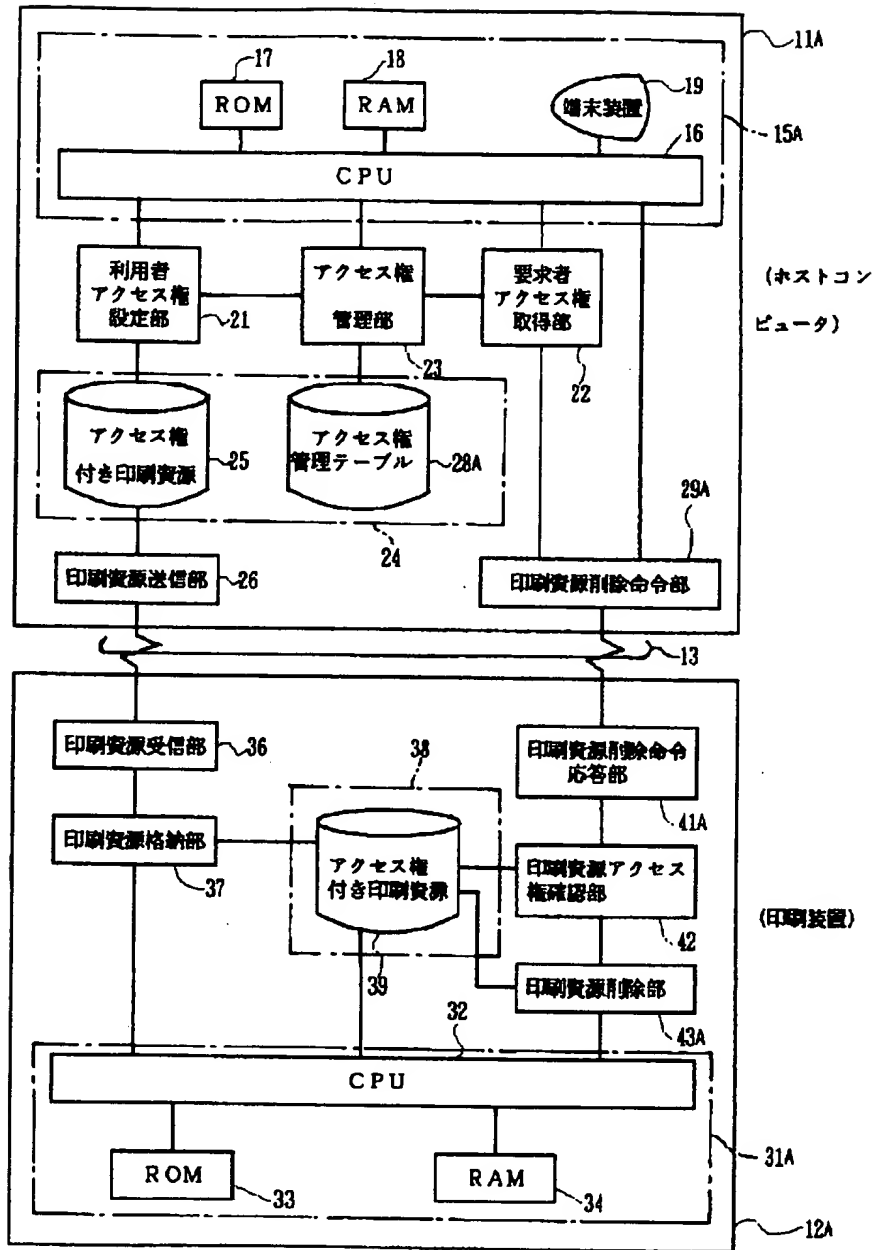 11A
17
18
19
ROM
RAM
端末装置
15A
16
CPU
利用者
アクセス権
設定部
21
アクセス権
管理部
23
要求者
アクセス権
取得部
22
(ホストコン
ピュータ)
アクセス権
付き印刷資源
25
アクセス権
管理テーブル
28A
24
29A
印刷資源送信部
26
印刷資源削除命令部
13
印刷資源受信部
36
38
印刷資源削除命令
応答部
41A
印刷資源格納部
37
アクセス権
付き印刷資源
39
印刷資源アクセス
権確認部
42
(印刷装置)
印刷資源削除部
43A
32
CPU
ROM
33
RAM
34
31A
12A